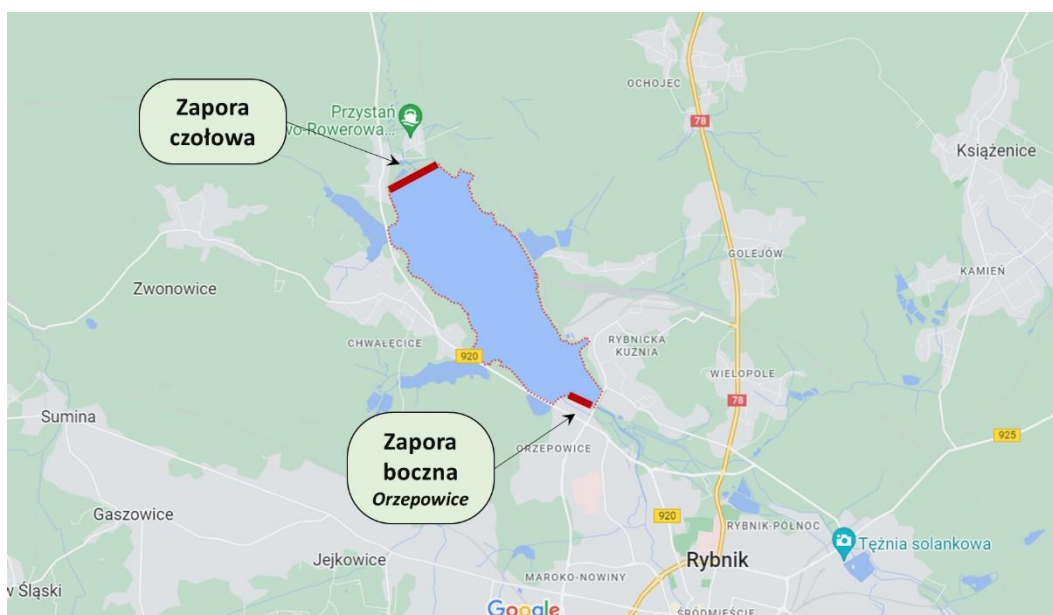 Zapora
czołowa
Przystań
wo-Rowerowa...
OCHOJEC
78
Książenice
GOLEJÓW
KAMIEŃ
Zwonowice
CHWAŁĘCICE
920
RYBNICKA
KUŹNIA
WIELOPOLE
78
Sumina
Zapora
boczna
Orzepowice
ORZEPOWICE
925
Gaszowice
920
RYBNIK-PÓŁNOC
Tężnia solankowa
Jejkowice
Rybnik
MAROKO-NOWINY
w Śląski
Google
ŚRÓDMIEŚCIE